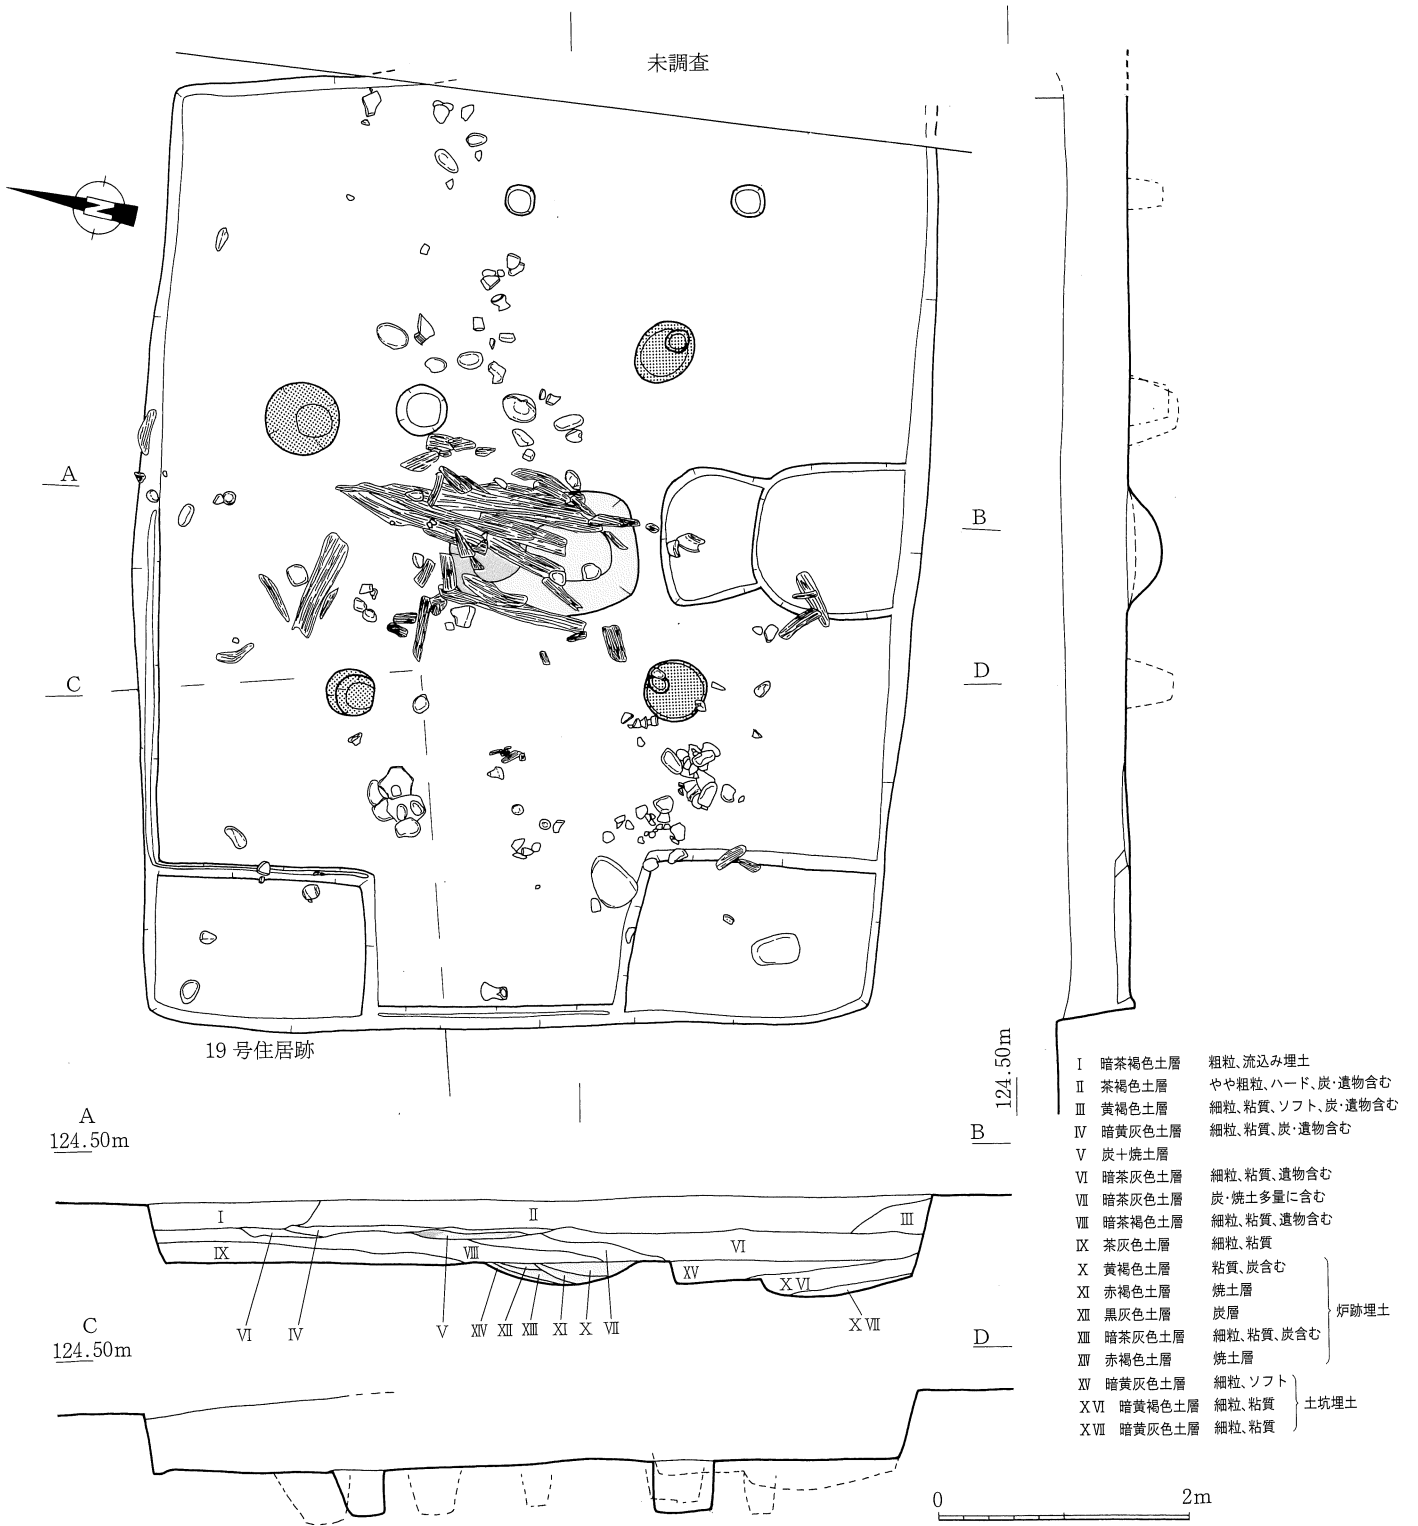 未調査
N
A
B
C
D
19 号住居跡
124.50m
Ⅰ 暗茶褐色土層 粗粒、流込み埋土
Ⅱ 茶褐色土層 やや粗粒、ハード、炭・遺物含む
Ⅲ 黄褐色土層 細粒、粘質、ソフト、炭・遺物含む
Ⅳ 暗黄灰色土層 細粒、粘質、炭・遺物含む
Ⅴ 炭＋焼土層
Ⅵ 暗茶灰色土層 細粒、粘質、遺物含む
Ⅶ 暗茶灰色土層 炭・焼土多量に含む
Ⅷ 暗茶褐色土層 細粒、粘質、遺物含む
Ⅸ 茶灰色土層 細粒、粘質
Ⅹ 黄褐色土層 粘質、炭含む
Ⅺ 赤褐色土層 焼土層
Ⅻ 黒灰色土層 炭層
XⅢ 暗茶灰色土層 細粒、粘質、炭含む
XⅣ 赤褐色土層 焼土層
炉跡埋土
XⅤ 暗黄灰色土層 細粒、ソフト
XⅥ 暗黄褐色土層 細粒、粘質
XⅦ 暗黄灰色土層 細粒、粘質
土坑埋土
A
124.50m
B
Ⅰ Ⅱ Ⅲ
Ⅸ Ⅷ Ⅵ XⅤ XⅥ
Ⅵ Ⅳ Ⅴ XⅣ Ⅻ XⅢ Ⅺ Ⅹ Ⅶ XⅦ
C
124.50m
D
0 2m